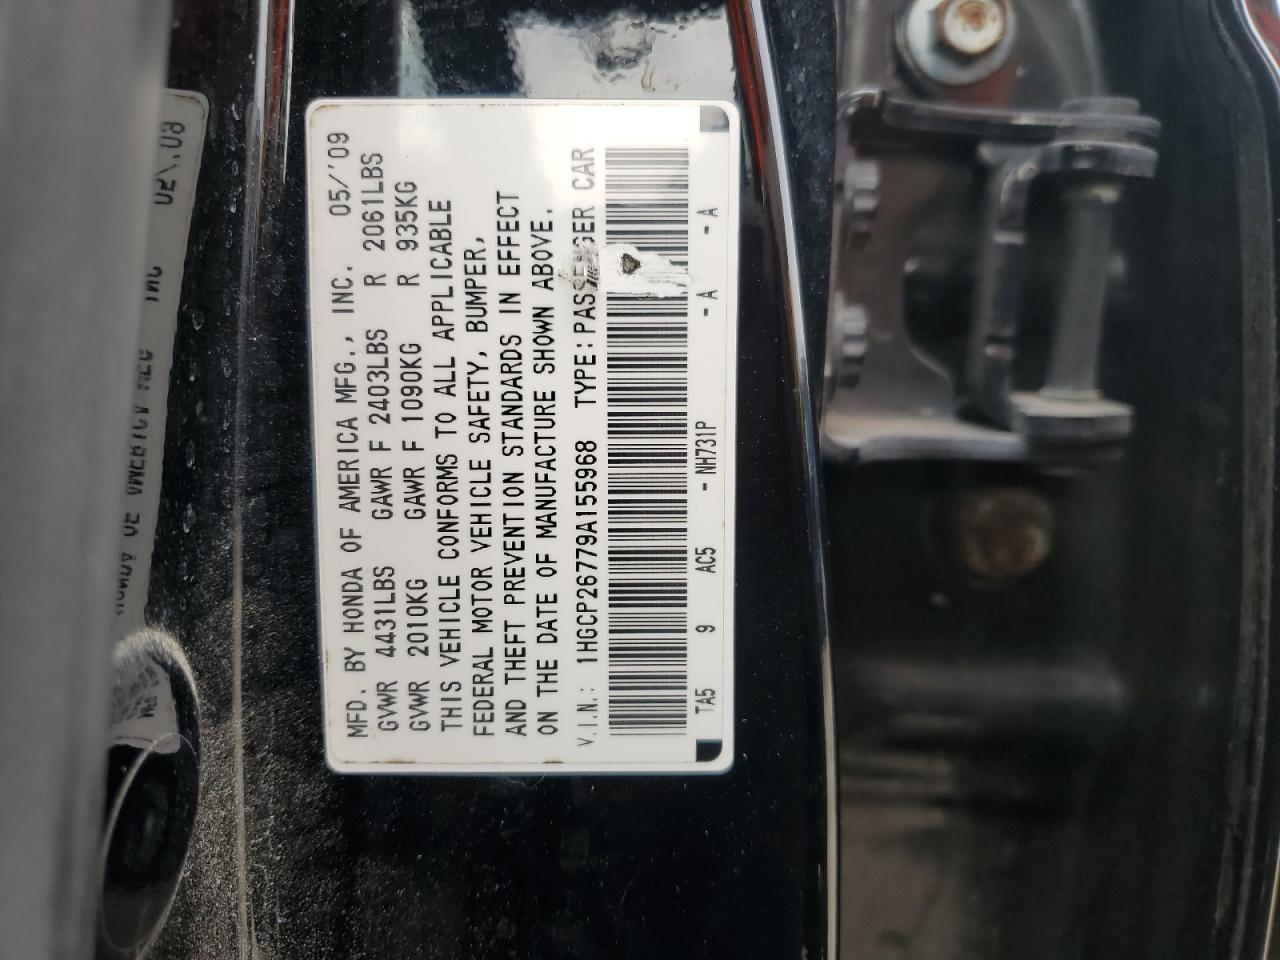 MFD. BY HONDA OF AMERICA MFG., INC. 05/'09
GVWR 4431LBS GAWR F 2403LBS R 2061LBS
GVWR 2010KG GAWR F 1090KG R 935KG
THIS VEHICLE CONFORMS TO ALL APPLICABLE
FEDERAL MOTOR VEHICLE SAFETY, BUMPER,
AND THEFT PREVENTION STANDARDS IN EFFECT
ON THE DATE OF MANUFACTURE SHOWN ABOVE.
V.I.N.: 1HGCP26779A155968 TYPE: PASSENGER CAR
TA5 9 AC5 - NH731P - A - A